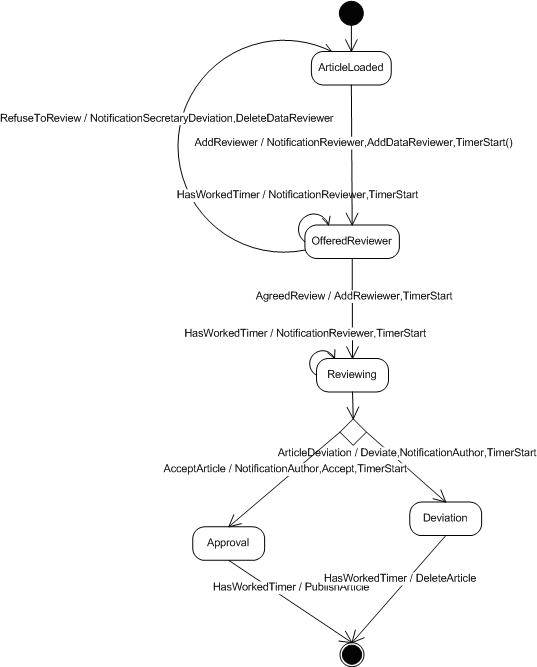 ArticleLoaded
RefuseToReview / NotificationSecretaryDeviation,DeleteDataReviewer
AddReviewer / NotificationReviewer,AddDataReviewer,TimerStart()
HasWorkedTimer / NotificationReviewer,TimerStart
OfferedReviewer
AgreedReview / AddRewiewer,TimerStart
HasWorkedTimer / NotificationReviewer,TimerStart
Reviewing
ArticleDeviation / Deviate,NotificationAuthor,TimerStart
AcceptArticle / NotificationAuthor,Accept,TimerStart
Deviation
Approval
HasWorkedTimer / DeleteArticle
HasWorkedTimer / PublishArticle